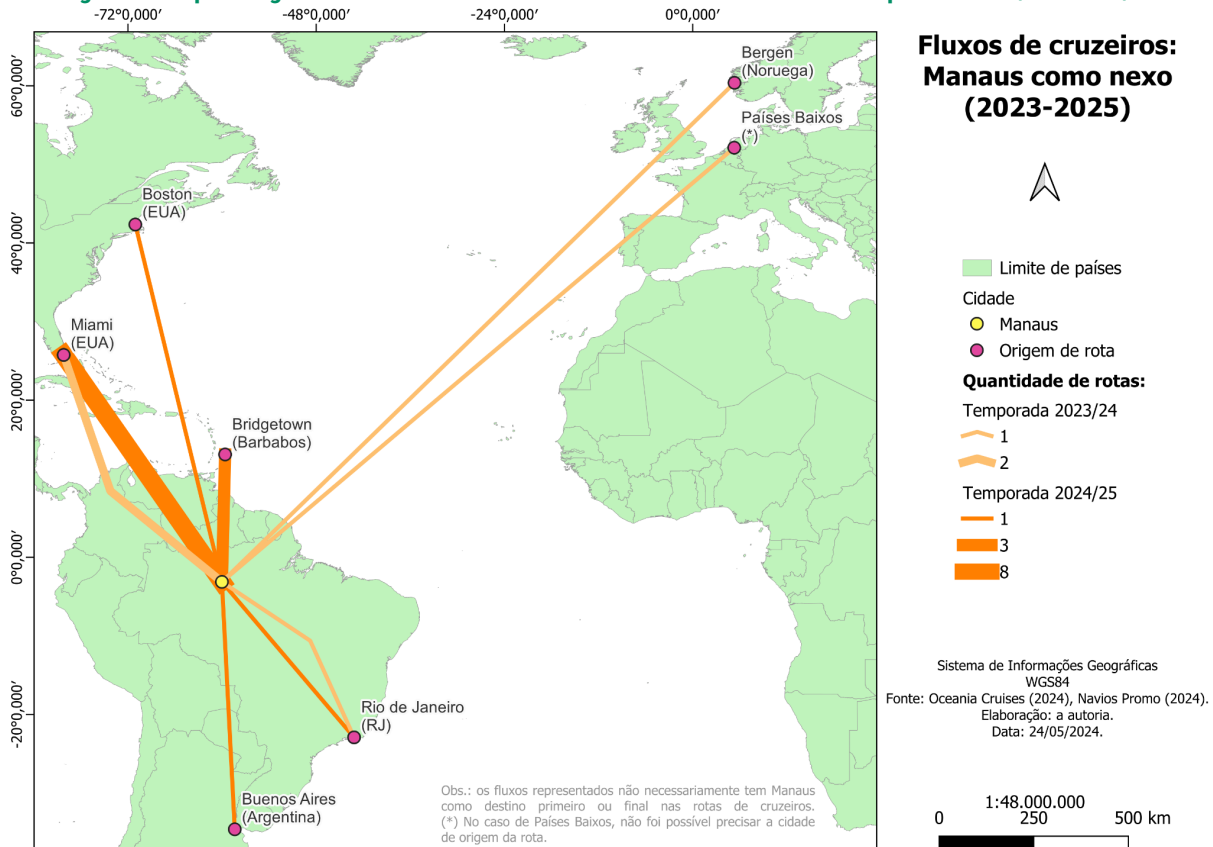 -72°0,000'
-48°0,000'
-24°0,000'
0°0,000'
60°0,000'
40°0,000'
20°0,000'
0°0,000'
-20°0,000'
Bergen
(Noruega)
Países Baixos
(*)
Boston
(EUA)
Miami
(EUA)
Bridgetown
(Barbabos)
Rio de Janeiro
(RJ)
Buenos Aires
(Argentina)
Obs.: os fluxos representados não necessariamente tem Manaus
como destino primeiro ou final nas rotas de cruzeiros.
(*) No caso de Países Baixos, não foi possível precisar a cidade
de origem da rota.
Fluxos de cruzeiros:
Manaus como nexo
(2023-2025)
Limite de países
Cidade
Manaus
Origem de rota
Quantidade de rotas:
Temporada 2023/24
1
2
Temporada 2024/25
1
3
8
Sistema de Informações Geográficas
WGS84
Fonte: Oceania Cruises (2024), Navios Promo (2024).
Elaboração: a autoria.
Data: 24/05/2024.
1:48.000.000
0 250 500 km